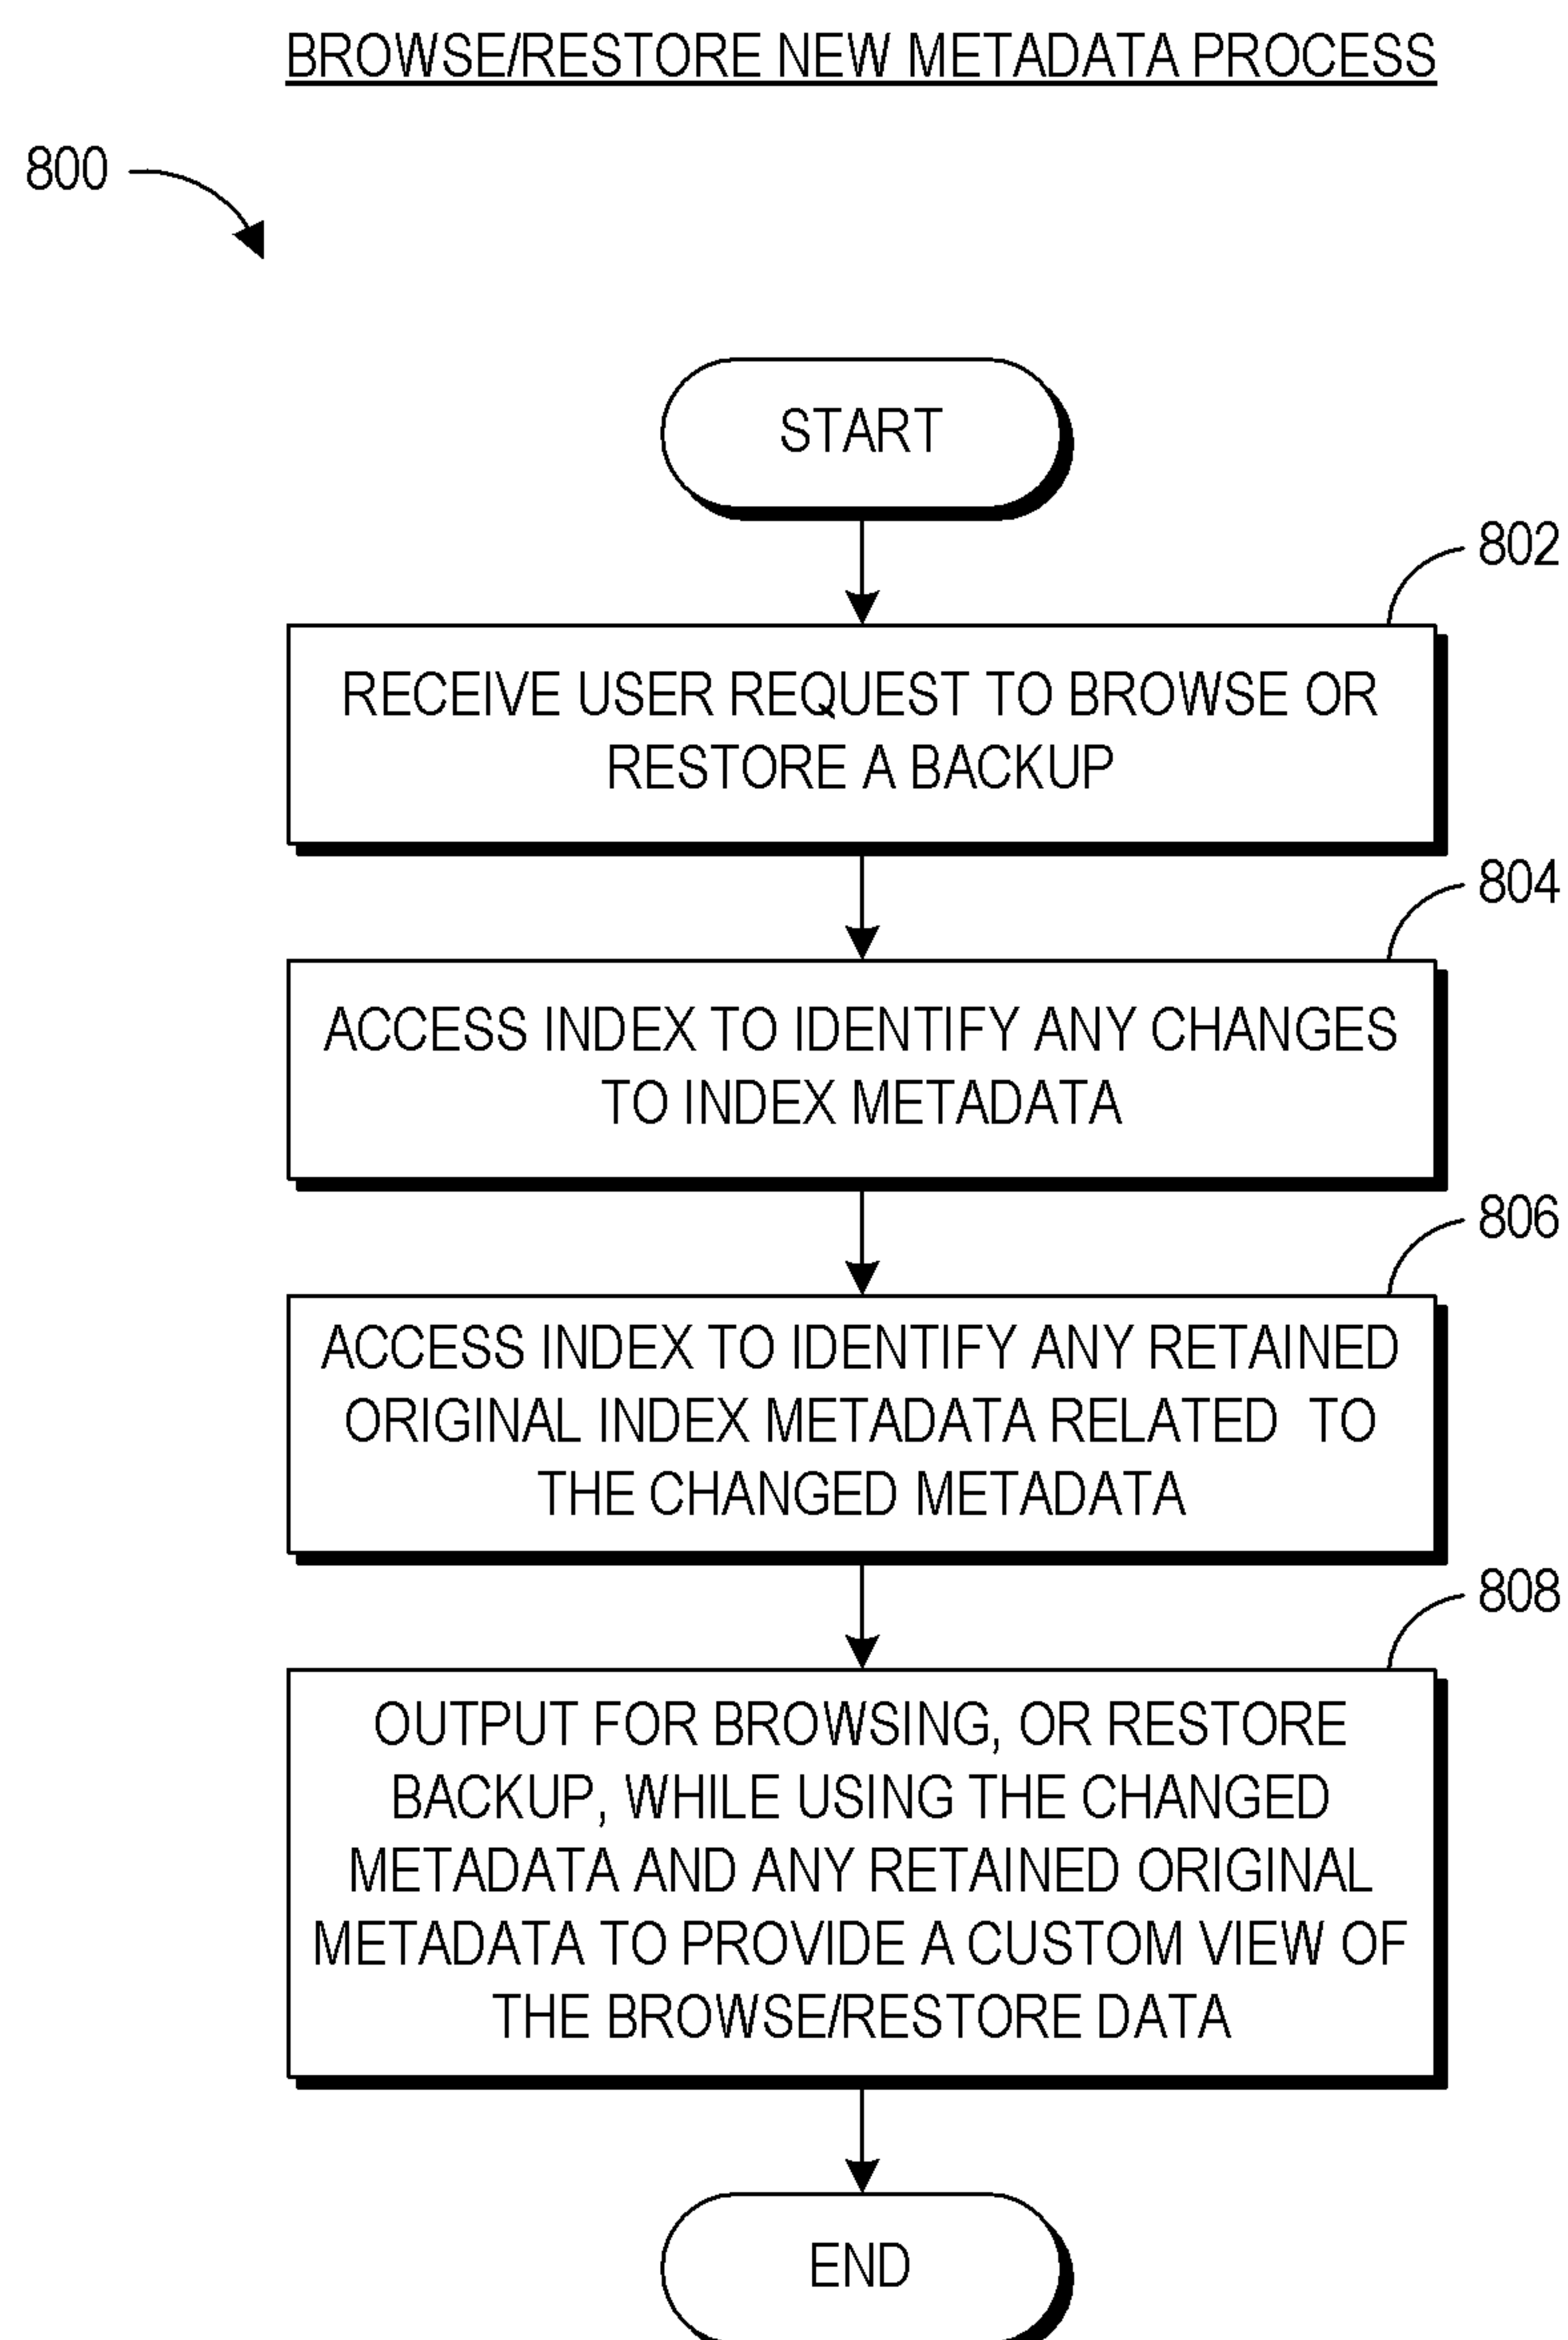 BROWSE/RESTORE NEW METADATA PROCESS
800
START
802
RECEIVE USER REQUEST TO BROWSE OR
RESTORE A BACKUP
804
ACCESS INDEX TO IDENTIFY ANY CHANGES
TO INDEX METADATA
806
ACCESS INDEX TO IDENTIFY ANY RETAINED
ORIGINAL INDEX METADATA RELATED TO
THE CHANGED METADATA
808
OUTPUT FOR BROWSING, OR RESTORE
BACKUP, WHILE USING THE CHANGED
METADATA AND ANY RETAINED ORIGINAL
METADATA TO PROVIDE A CUSTOM VIEW OF
THE BROWSE/RESTORE DATA
END